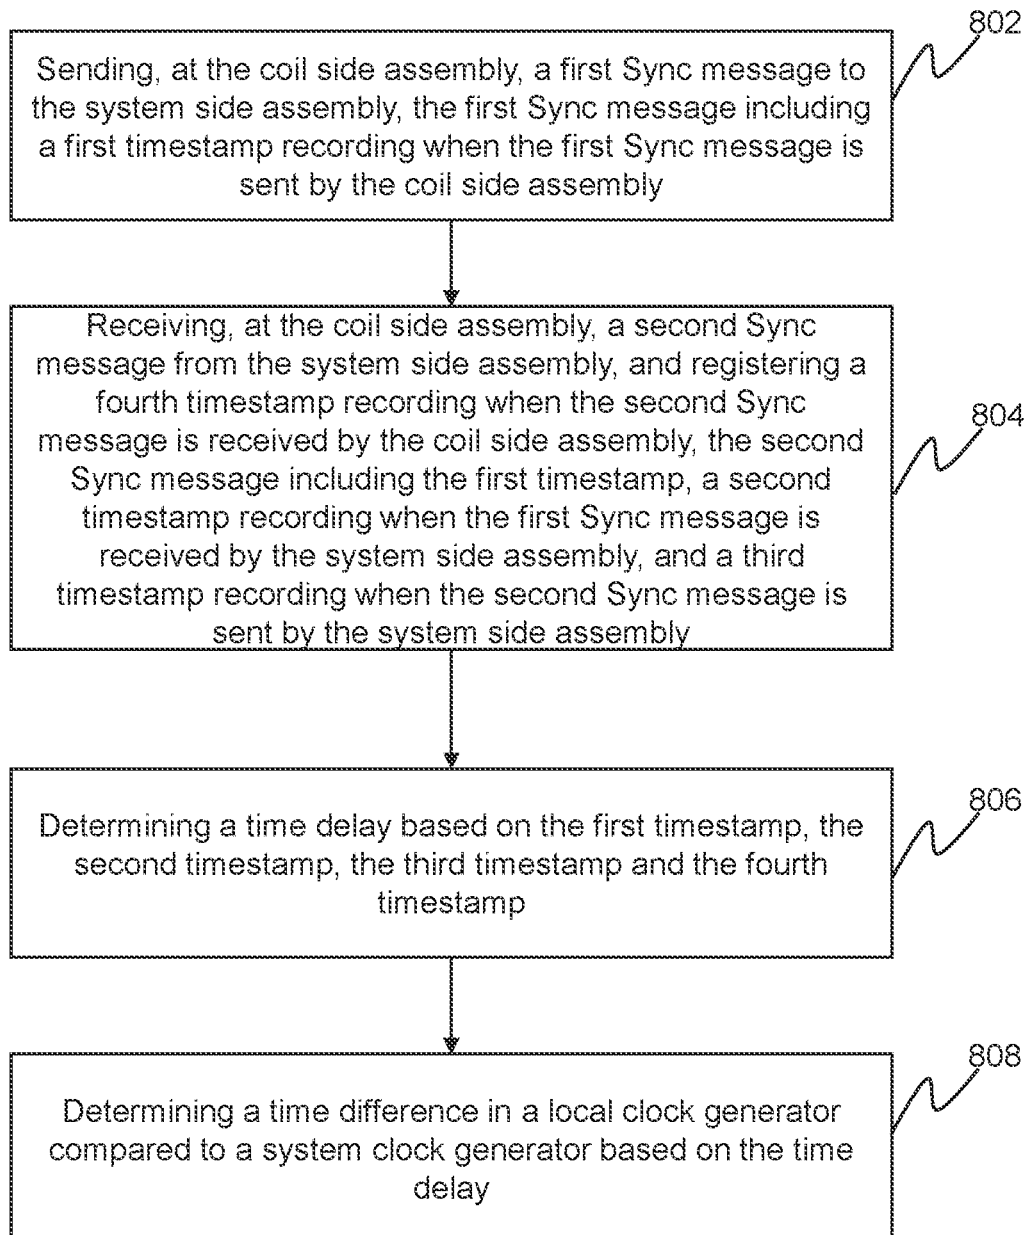 802
Sending, at the coil side assembly, a first Sync message to
the system side assembly, the first Sync message including
a first timestamp recording when the first Sync message is
sent by the coil side assembly
Receiving, at the coil side assembly, a second Sync
message from the system side assembly, and registering a
fourth timestamp recording when the second Sync
message is received by the coil side assembly, the second
Sync message including the first timestamp, a second
timestamp recording when the first Sync message is
received by the system side assembly, and a third
timestamp recording when the second Sync message is
sent by the system side assembly
804
806
Determining a time delay based on the first timestamp, the
second timestamp, the third timestamp and the fourth
timestamp
808
Determining a time difference in a local clock generator
compared to a system clock generator based on the time
delay